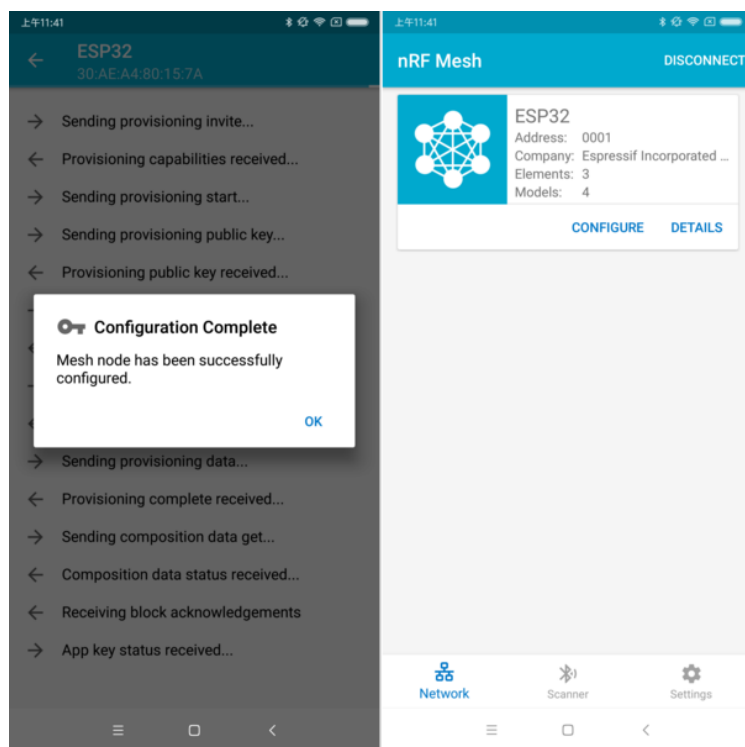 上午11:41
ESP32
30:AE:A4:80:15:7A
Sending provisioning invite...
Provisioning capabilities received...
Sending provisioning start...
Sending provisioning public key...
Provisioning public key received...
Configuration Complete
Mesh node has been successfully
configured.
OK
Sending provisioning data...
Provisioning complete received...
Sending composition data get...
Composition data status received...
Receiving block acknowledgements
App key status received...
上午11:41
nRF Mesh
DISCONNECT
ESP32
Address: 0001
Company: Espressif Incorporated ...
Elements: 3
Models: 4
CONFIGURE DETAILS
Network Scanner Settings